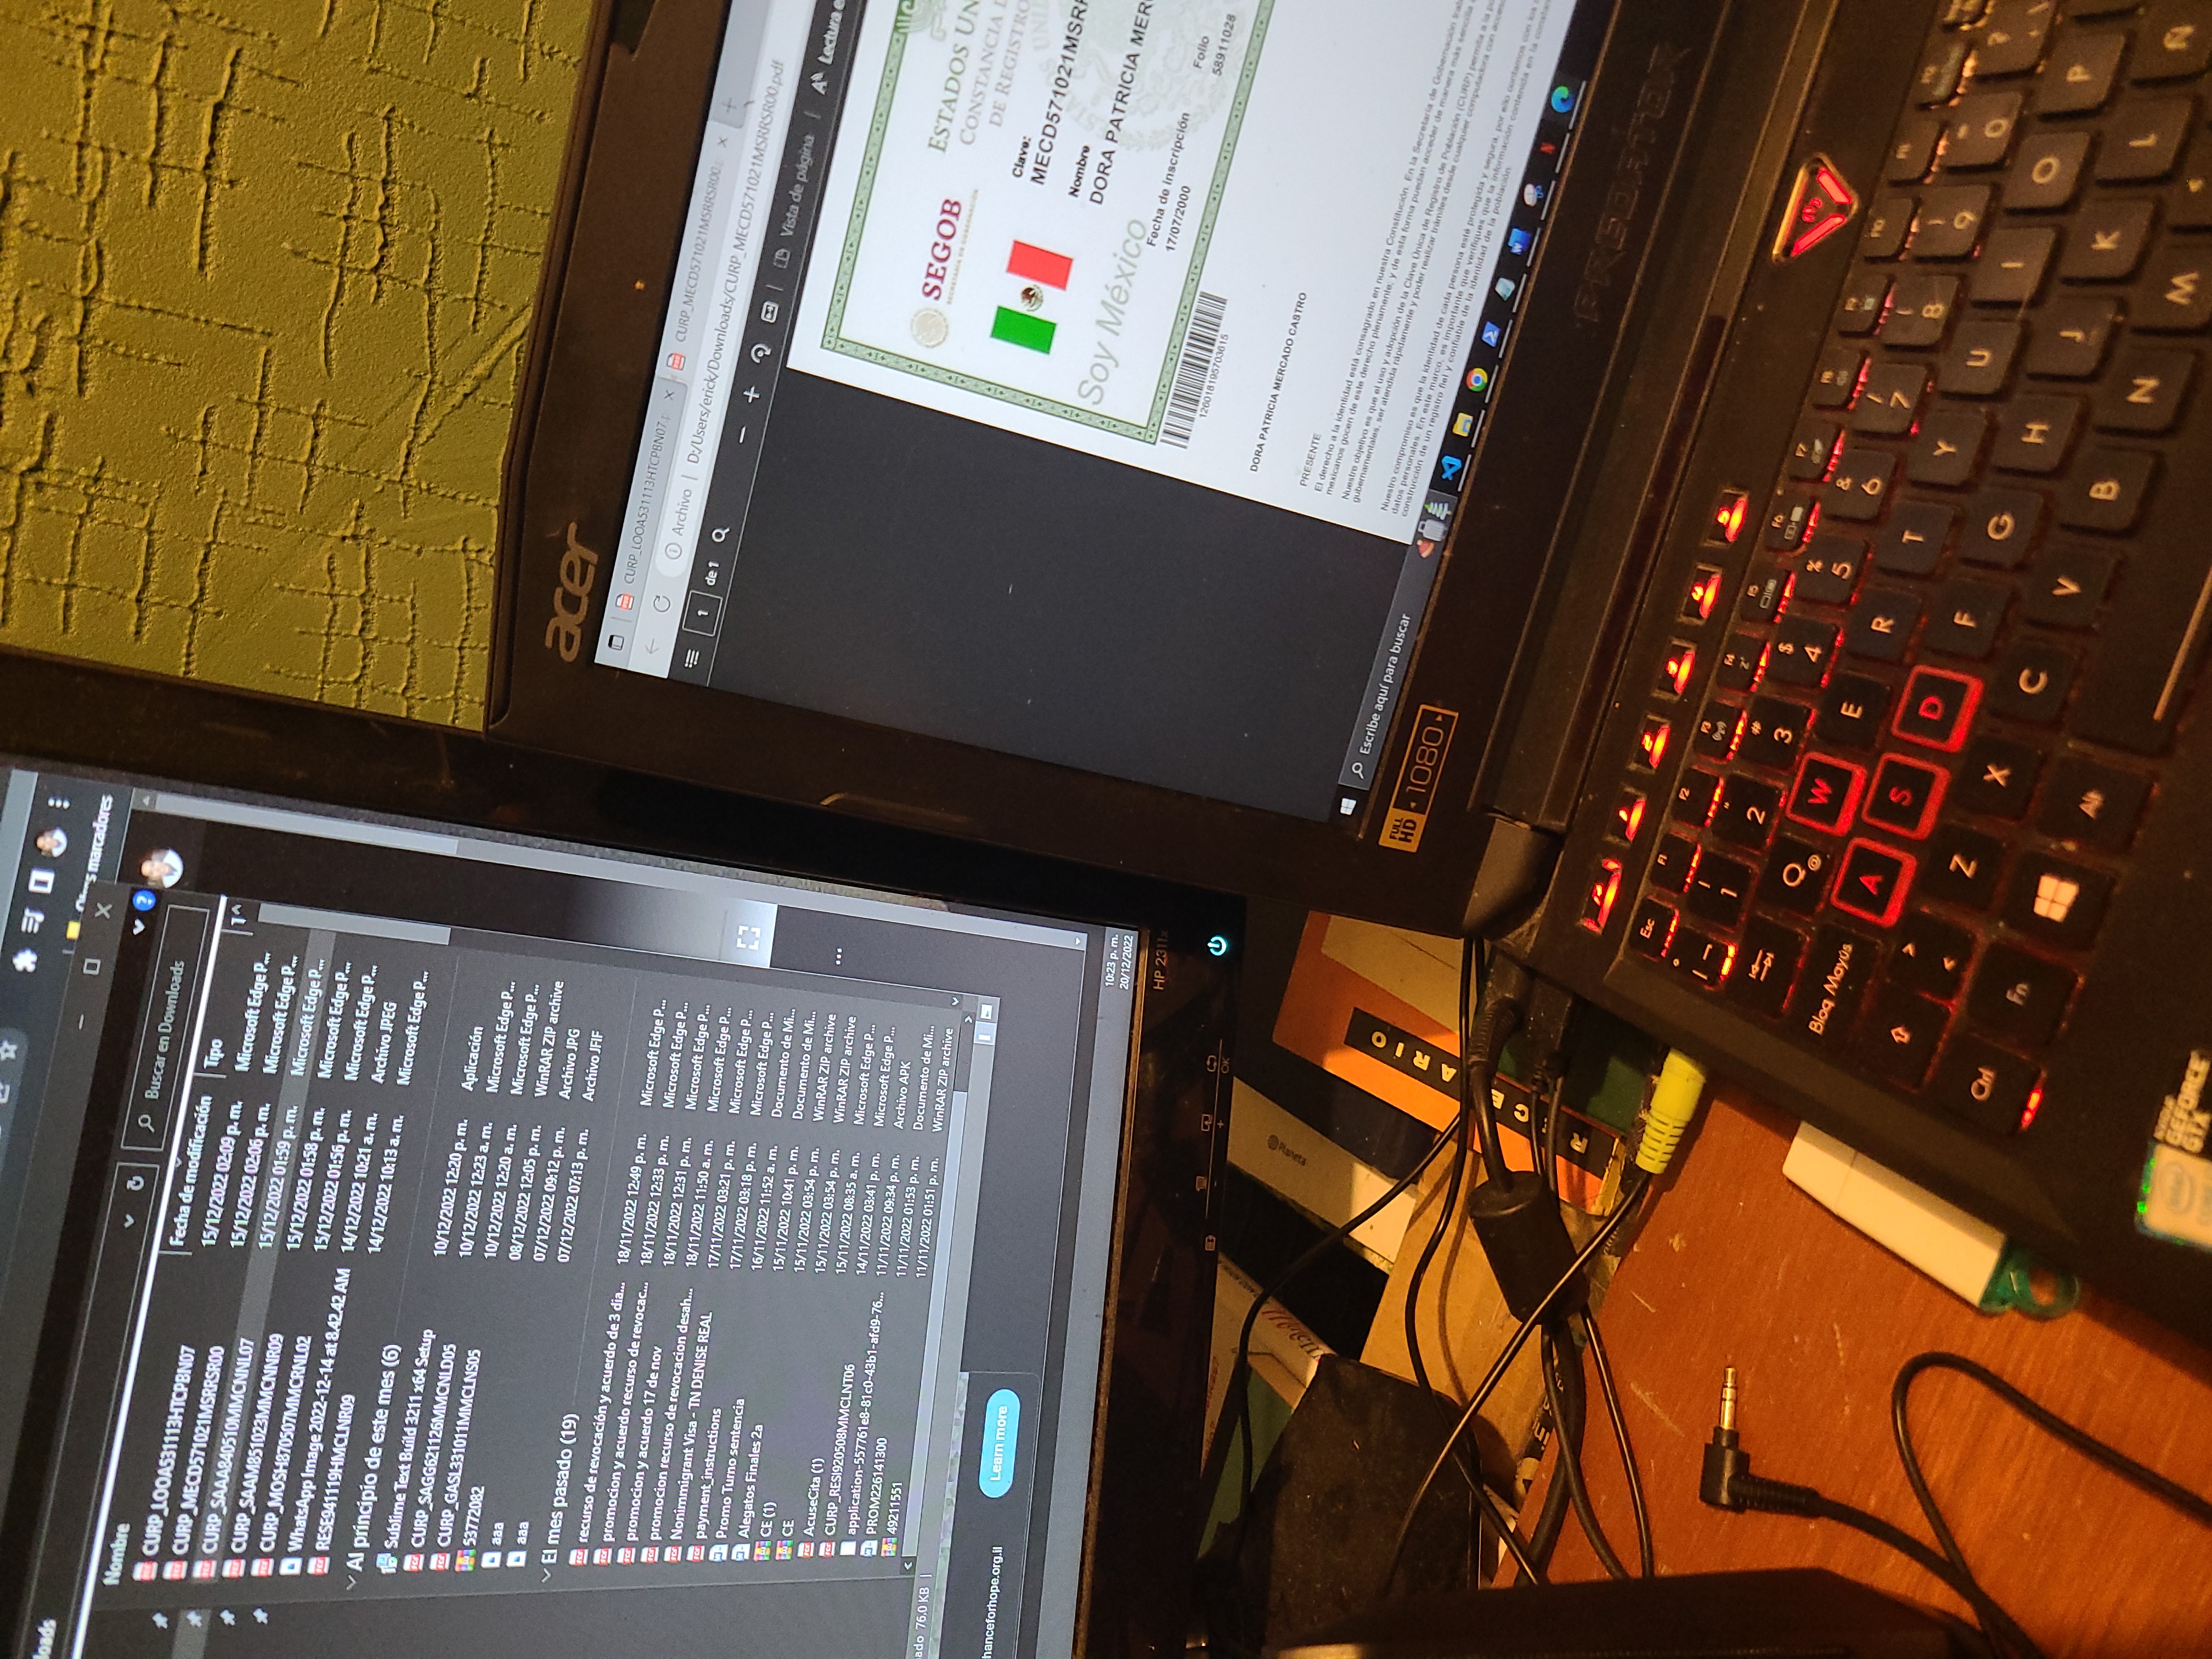 loads
Otros marcadores
Buscar en Downloads
Nombre
Fecha de modificación
Tipo
CURP_LOOA531113HTCPBN07
15/12/2022 02:09 p. m.
Microsoft Edge P...
CURP_MECD571021MSRRSR00
15/12/2022 02:06 p. m.
Microsoft Edge P...
CURP_SAAA840510MMCNNL07
15/12/2022 01:59 p. m.
Microsoft Edge P...
CURP_SAAM851023MMCNNR09
15/12/2022 01:58 p. m.
Microsoft Edge P...
CURP_MOSH870507MMCRNL02
15/12/2022 01:56 p. m.
Microsoft Edge P...
WhatsApp Image 2022-12-14 at 8.42.42 AM
14/12/2022 10:21 a. m.
Archivo JPEG
RESE941119HMCLNR09
14/12/2022 10:13 a. m.
Microsoft Edge P...
Al principio de este mes (6)
Sublime Text Build 3211 x64 Setup
10/12/2022 12:20 p. m.
Aplicación
CURP_SAGG621126MMCNLD05
10/12/2022 12:23 a. m.
Microsoft Edge P...
CURP_GASL331011MMCLNS05
10/12/2022 12:20 a. m.
Microsoft Edge P...
53772082
08/12/2022 12:05 p. m.
WinRAR ZIP archive
aaa
07/12/2022 09:12 p. m.
Archivo JPG
aaa
07/12/2022 07:13 p. m.
Archivo JFIF
El mes pasado (19)
recurso de revocación y acuerdo de 3 dia...
18/11/2022 12:49 p. m.
Microsoft Edge P...
promocion y acuerdo recurso de revocac...
18/11/2022 12:33 p. m.
Microsoft Edge P...
promocion y acuerdo 17 de nov
18/11/2022 12:31 p. m.
Microsoft Edge P...
promocion recurso de revocacion desah...
18/11/2022 11:50 a. m.
Microsoft Edge P...
Nonimmigrant Visa - TN DENISE REAL
17/11/2022 03:21 p. m.
Microsoft Edge P...
payment_instructions
17/11/2022 03:18 p. m.
Microsoft Edge P...
Promo Turno sentencia
16/11/2022 11:52 a. m.
Documento de Mi...
Alegatos Finales 2a
15/11/2022 10:41 p. m.
Documento de Mi...
CE (1)
15/11/2022 03:54 p. m.
WinRAR ZIP archive
CE
15/11/2022 03:54 p. m.
WinRAR ZIP archive
AcuseCita (1)
15/11/2022 08:35 a. m.
Microsoft Edge P...
CURP_RESI920508MMCLNT06
14/11/2022 03:41 p. m.
Microsoft Edge P...
application-557761e8-81c0-43b1-afd9-76...
11/11/2022 09:34 p. m.
Archivo APK
PROM226141300
11/11/2022 01:53 p. m.
Documento de Mi...
49211551
11/11/2022 01:51 p. m.
WinRAR ZIP archive
ado 76.0 KB
hanceforhope.org.il
Learn more
10:23 p. m.
20/12/2022
HP 2311x
OK
Planeta
RECETARIO
acer
CURP_LOOA531113HTCPBN07
CURP_MECD571021MSRRSR00
Archivo | D:/Users/erick/Downloads/CURP_MECD571021MSRRSR00.pdf
1 de 1
Vista de página
Lectura e
SEGOB
SECRETARÍA DE GOBERNACIÓN
ESTADOS UN
CONSTANCIA D
DE REGISTRO
Clave:
MECD571021MSRR
Nombre
DORA PATRICIA MERC
Soy México
Fecha de inscripción
17/07/2000
Folio
58911028
126018195703615
DORA PATRICIA MERCADO CASTRO
PRESENTE
El derecho a la identidad está consagrado en nuestra Constitución. En la Secretaría de Gobernación trab
mexicanos gocen de este derecho plenamente; y de esta forma puedan acceder de manera más sencilla a
Nuestro objetivo es que el uso y adopción de la Clave Única de Registro de Población (CURP) permita a la po
gubernamentales, ser atendida rápidamente y poder realizar trámites desde cualquier computadora con acceso
Nuestro compromiso es que la identidad de cada persona esté protegida y segura, por ello contamos con los
datos personales. En este marco, es importante que verifiques que la información contenida en la constan
construcción de un registro fiel y confiable de la identidad de la población.
Escribe aquí para buscar
FULL HD 1080
PREDATOR
P 1 2 3 4 5
Esc F1 F2 F3 F4 F5 F6 F7 F8 F9 F10
1 2 3 4 5 6 7 8 9 0
Q W E R T Y U I O P
Bloq Mayús A S D F G H J K L Ñ
Z X C V B N M
Ctrl Fn Alt
intel
NVIDIA
GEFORCE
GTX